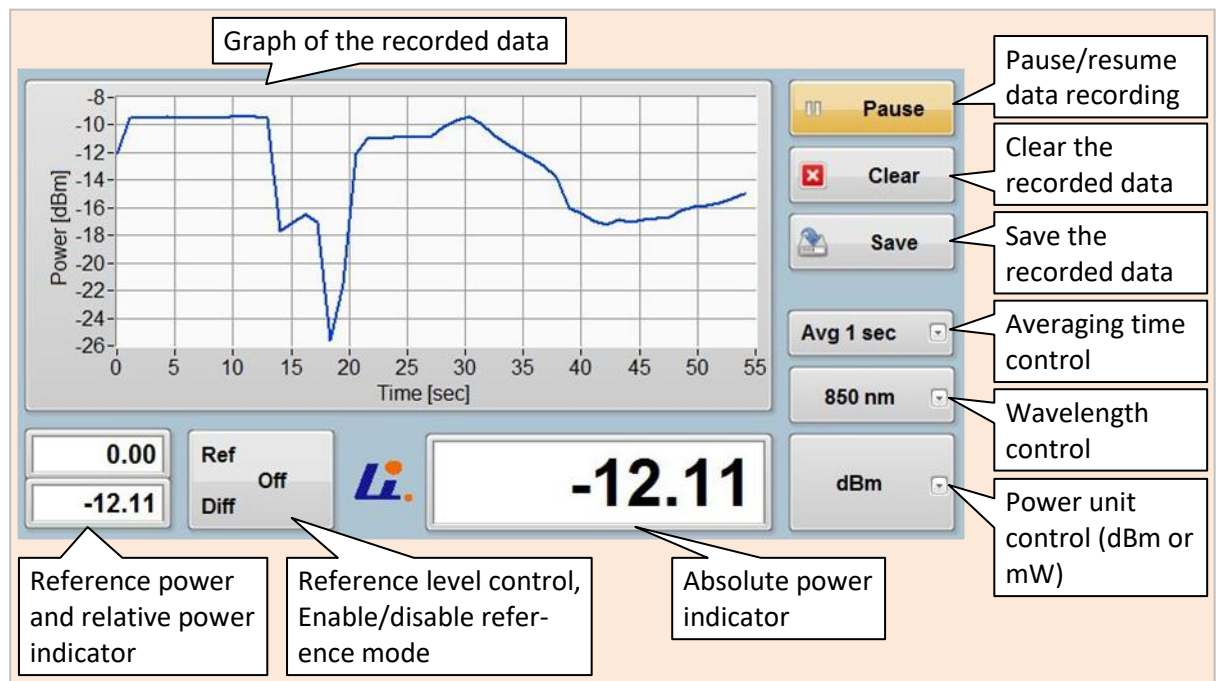 Graph of the recorded data
Pause/resume
data recording
Clear the
recorded data
Save the
recorded data
Averaging time
control
Wavelength
control
Power unit
control (dBm or
mW)
Power [dBm]
-8
-10
-12
-14
-16
-18
-20
-22
-24
-26
0 5 10 15 20 25 30 35 40 45 50 55
Time [sec]
Pause
Clear
Save
Avg 1 sec
850 nm
dBm
0.00
-12.11
Ref
Off
Diff
Li.
-12.11
Reference power
and relative power
indicator
Reference level control,
Enable/disable refer-
ence mode
Absolute power
indicator